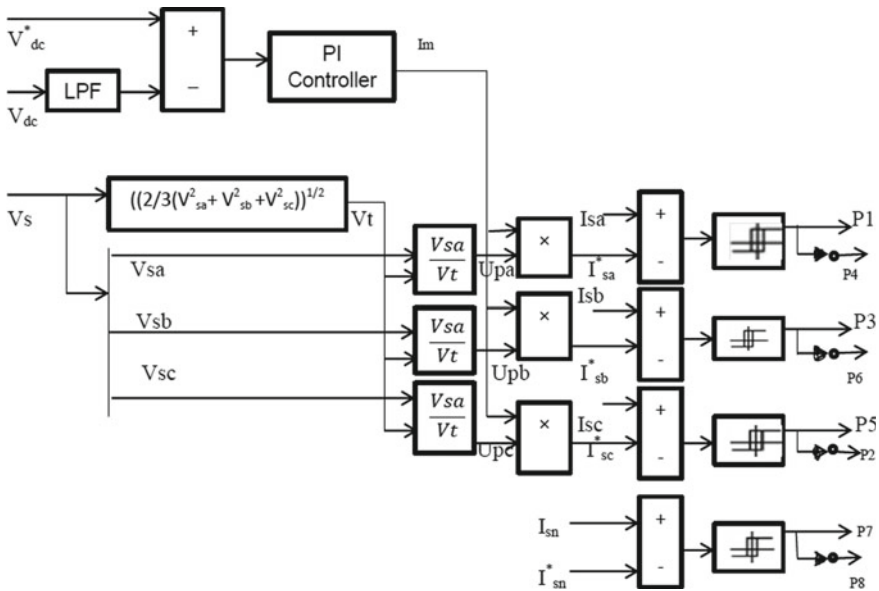 V*dc
+
PI
Controller
Im
LPF
−
Vdc
Vs
((2/3(V²sa+ V²sb +V²sc))¹/²
Vt
Isa
+
P1
Vsa
Vsa
Vt
Upa
×
I*sa
-
P4
Vsb
Vsa
Vt
Isb
×
+
P3
Upb
I*sb
-
P6
Vsc
Vsa
Vt
Isc
×
+
P5
Upc
I*sc
-
P2
Isn
+
P7
I*sn
-
P8